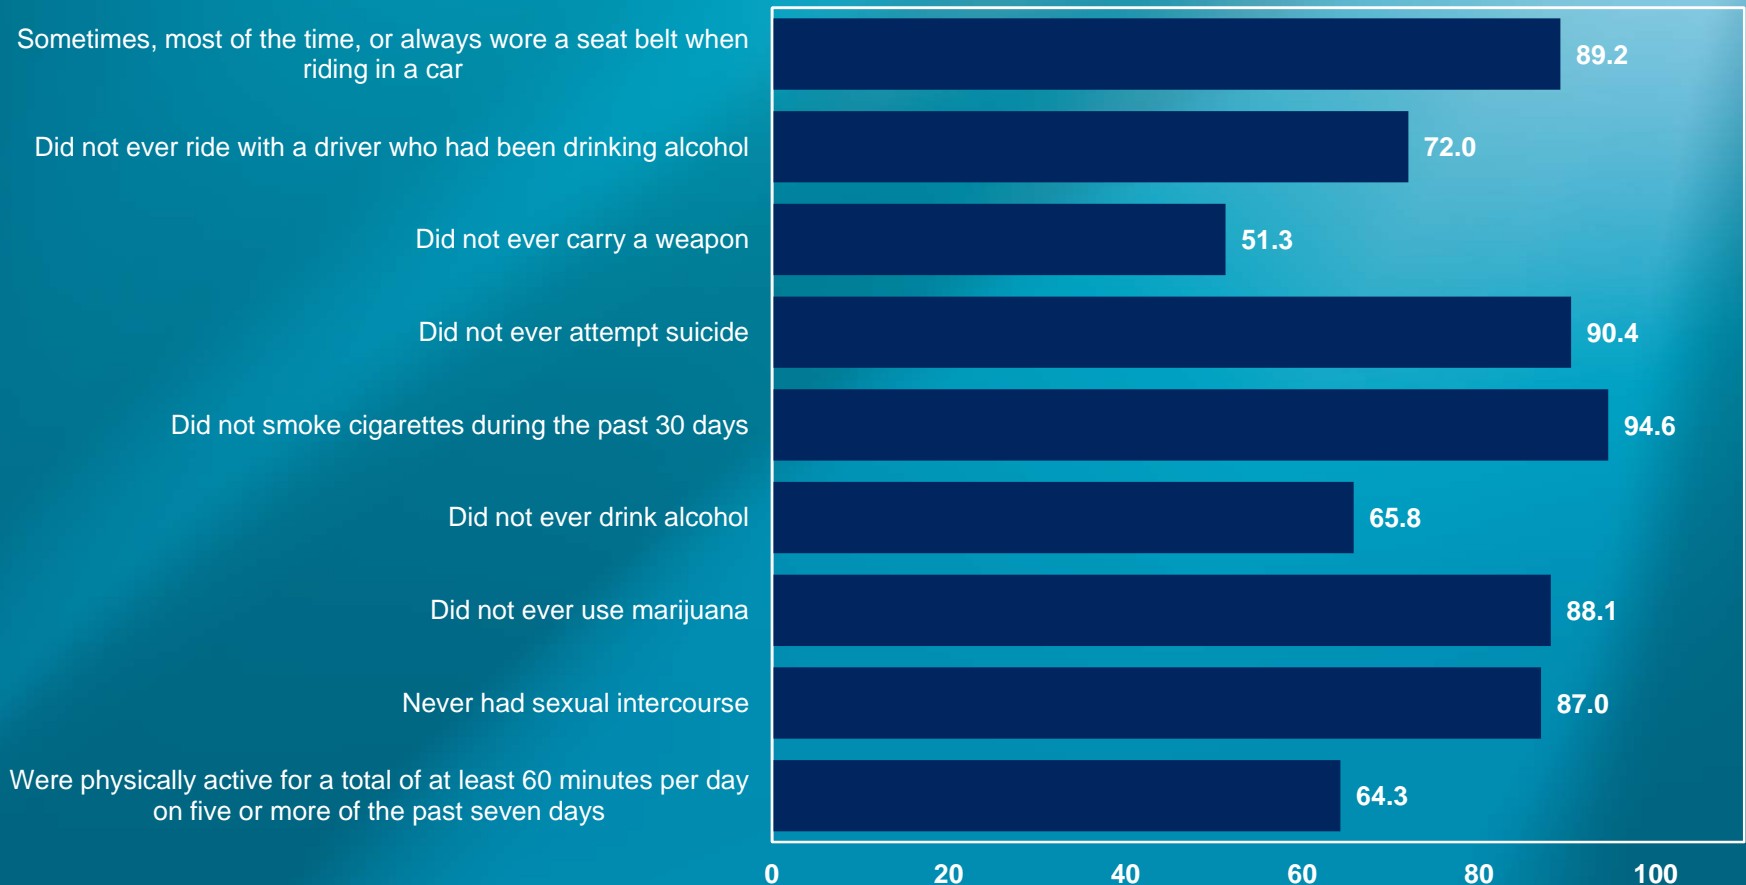 Sometimes, most of the time, or always wore a seat belt when
riding in a car
89.2
Did not ever ride with a driver who had been drinking alcohol
72.0
Did not ever carry a weapon
51.3
Did not ever attempt suicide
90.4
Did not smoke cigarettes during the past 30 days
94.6
Did not ever drink alcohol
65.8
Did not ever use marijuana
88.1
Never had sexual intercourse
87.0
Were physically active for a total of at least 60 minutes per day
on five or more of the past seven days
64.3
0 20 40 60 80 100